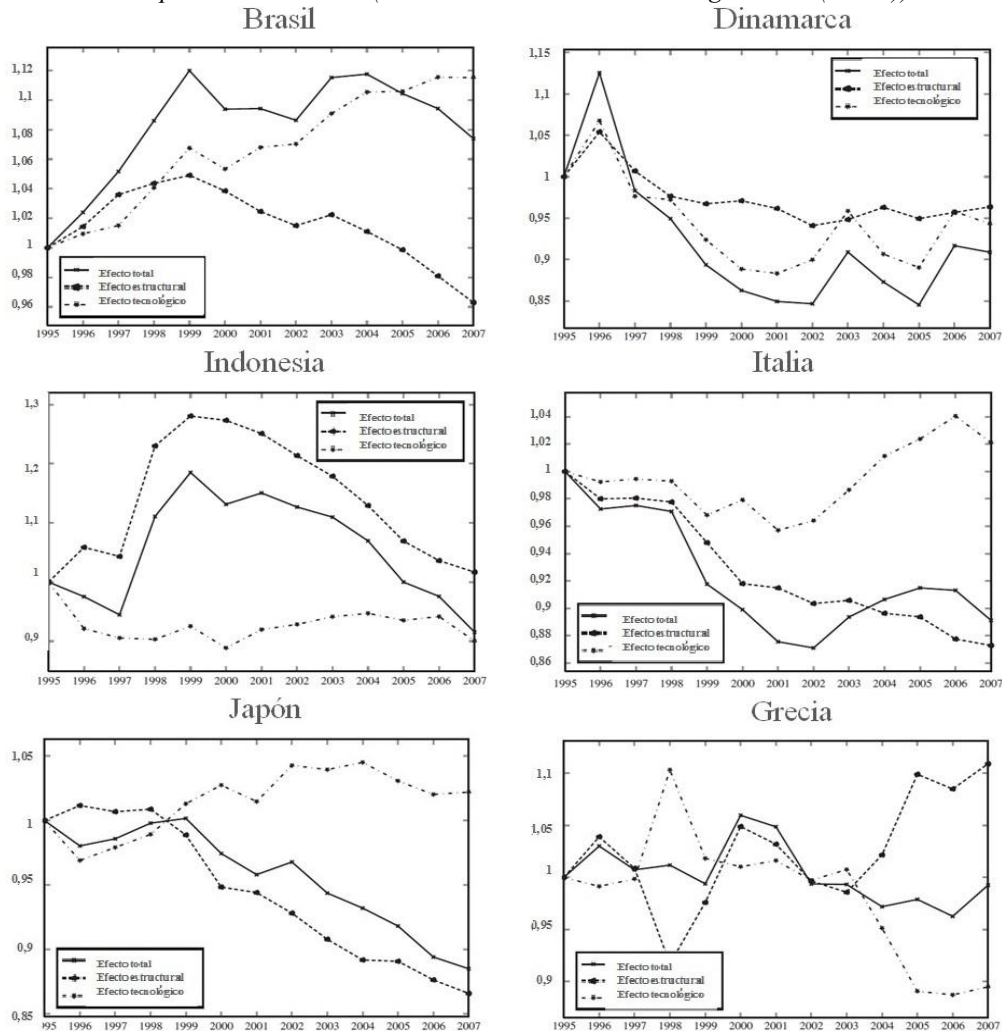 Brasil
1,12
1,1
1,08
1,06
1,04
1,02
1
0,98
0,96
Efecto total
Efecto estructural
Efecto tecnológico
1995 1996 1997 1998 1999 2000 2001 2002 2003 2004 2005 2006 2007
Dinamarca
1,15
1,1
1,05
1
0,95
0,9
0,85
Efecto total
Efecto estructural
Efecto tecnológico
1995 1996 1997 1998 1999 2000 2001 2002 2003 2004 2005 2006 2007
Indonesia
1,3
1,2
1,1
1
0,9
Efecto total
Efecto estructural
Efecto tecnológico
1995 1996 1997 1998 1999 2000 2001 2002 2003 2004 2005 2006 2007
Italia
1,04
1,02
1
0,98
0,96
0,94
0,92
0,9
0,88
0,86
Efecto total
Efecto estructural
Efecto tecnológico
1995 1996 1997 1998 1999 2000 2001 2002 2003 2004 2005 2006 2007
Japón
1,05
1
0,95
0,9
0,85
Efecto total
Efecto estructural
Efecto tecnológico
95 1996 1997 1998 1999 2000 2001 2002 2003 2004 2005 2006 2007
Grecia
1,1
1,05
1
0,95
0,9
Efecto total
Efecto estructural
Efecto tecnológico
1995 1996 1997 1998 1999 2000 2001 2002 2003 2004 2005 2006 2007